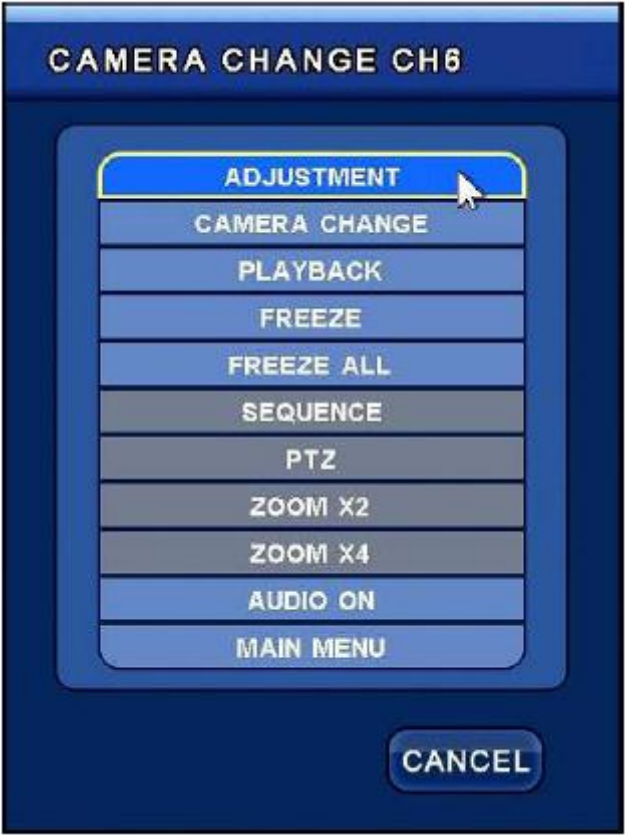 CAMERA CHANGE CH6
ADJUSTMENT
CAMERA CHANGE
PLAYBACK
FREEZE
FREEZE ALL
SEQUENCE
PTZ
ZOOM X2
ZOOM X4
AUDIO ON
MAIN MENU
CANCEL